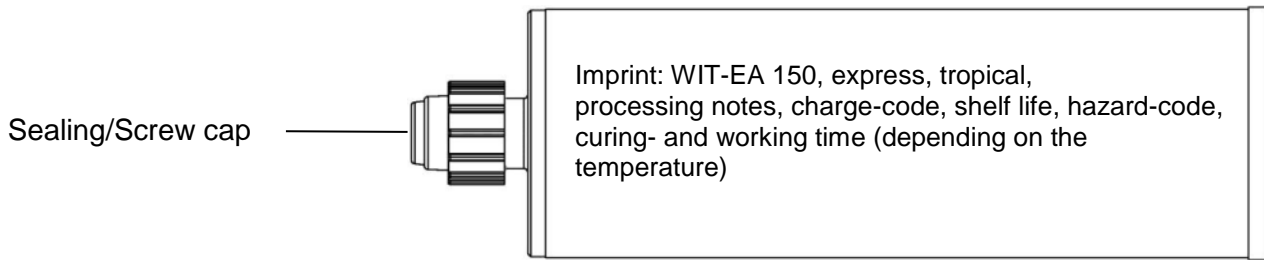 Sealing/Screw cap
Imprint: WIT-EA 150, express, tropical,
processing notes, charge-code, shelf life, hazard-code,
curing- and working time (depending on the
temperature)